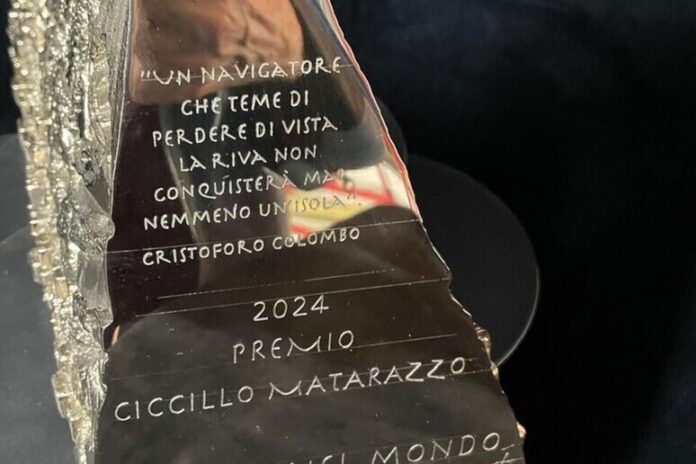 "UN NAVIGATORE
CHE TEME DI
PERDERE DI VISTA
LA RIVA NON
CONQUISTERÀ MAI
NEMMENO UN'ISOLA".
CRISTOFORO COLOMBO
2024
PREMIO
CICCILLO MATARAZZO
MONDO